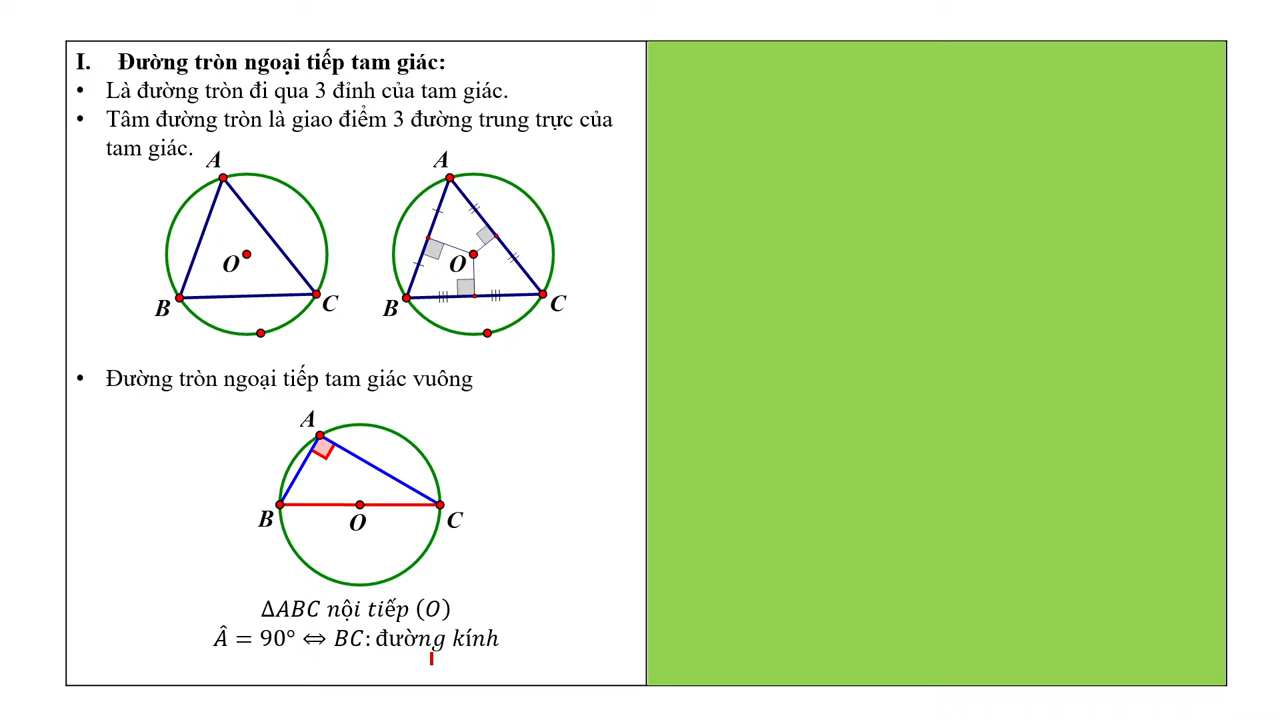 I. Đường tròn ngoại tiếp tam giác:
• Là đường tròn đi qua 3 đỉnh của tam giác.
• Tâm đường tròn là giao điểm 3 đường trung trực của
tam giác.
A
A
O
O
B
C
B
C
• Đường tròn ngoại tiếp tam giác vuông
A
B
O
C
ΔABC nội tiếp (O)
Â = 90° ⇔ BC: đường kính